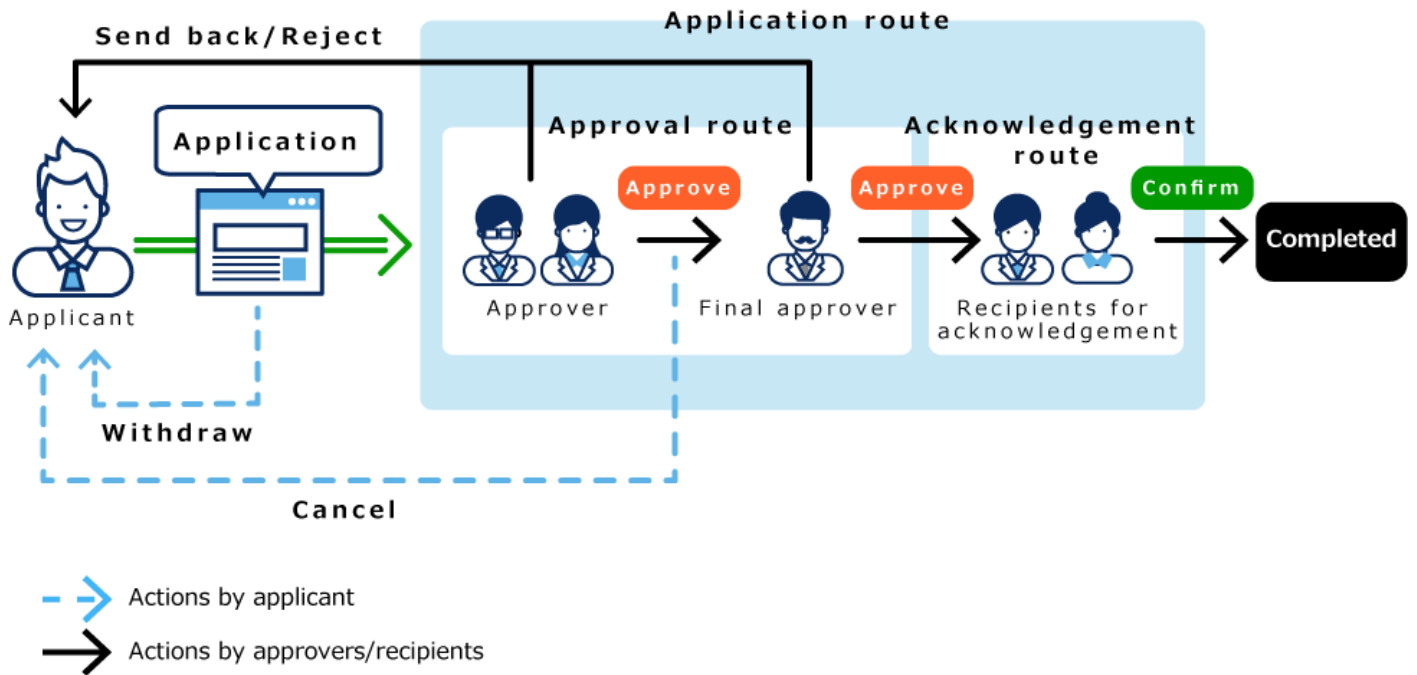 Application route
Send back/Reject
Application
Approval route
Acknowledgement
route
Approve
Approve
Confirm
Completed
Applicant
Approver
Final approver
Recipients for
acknowledgement
Withdraw
Cancel
Actions by applicant
Actions by approvers/recipients